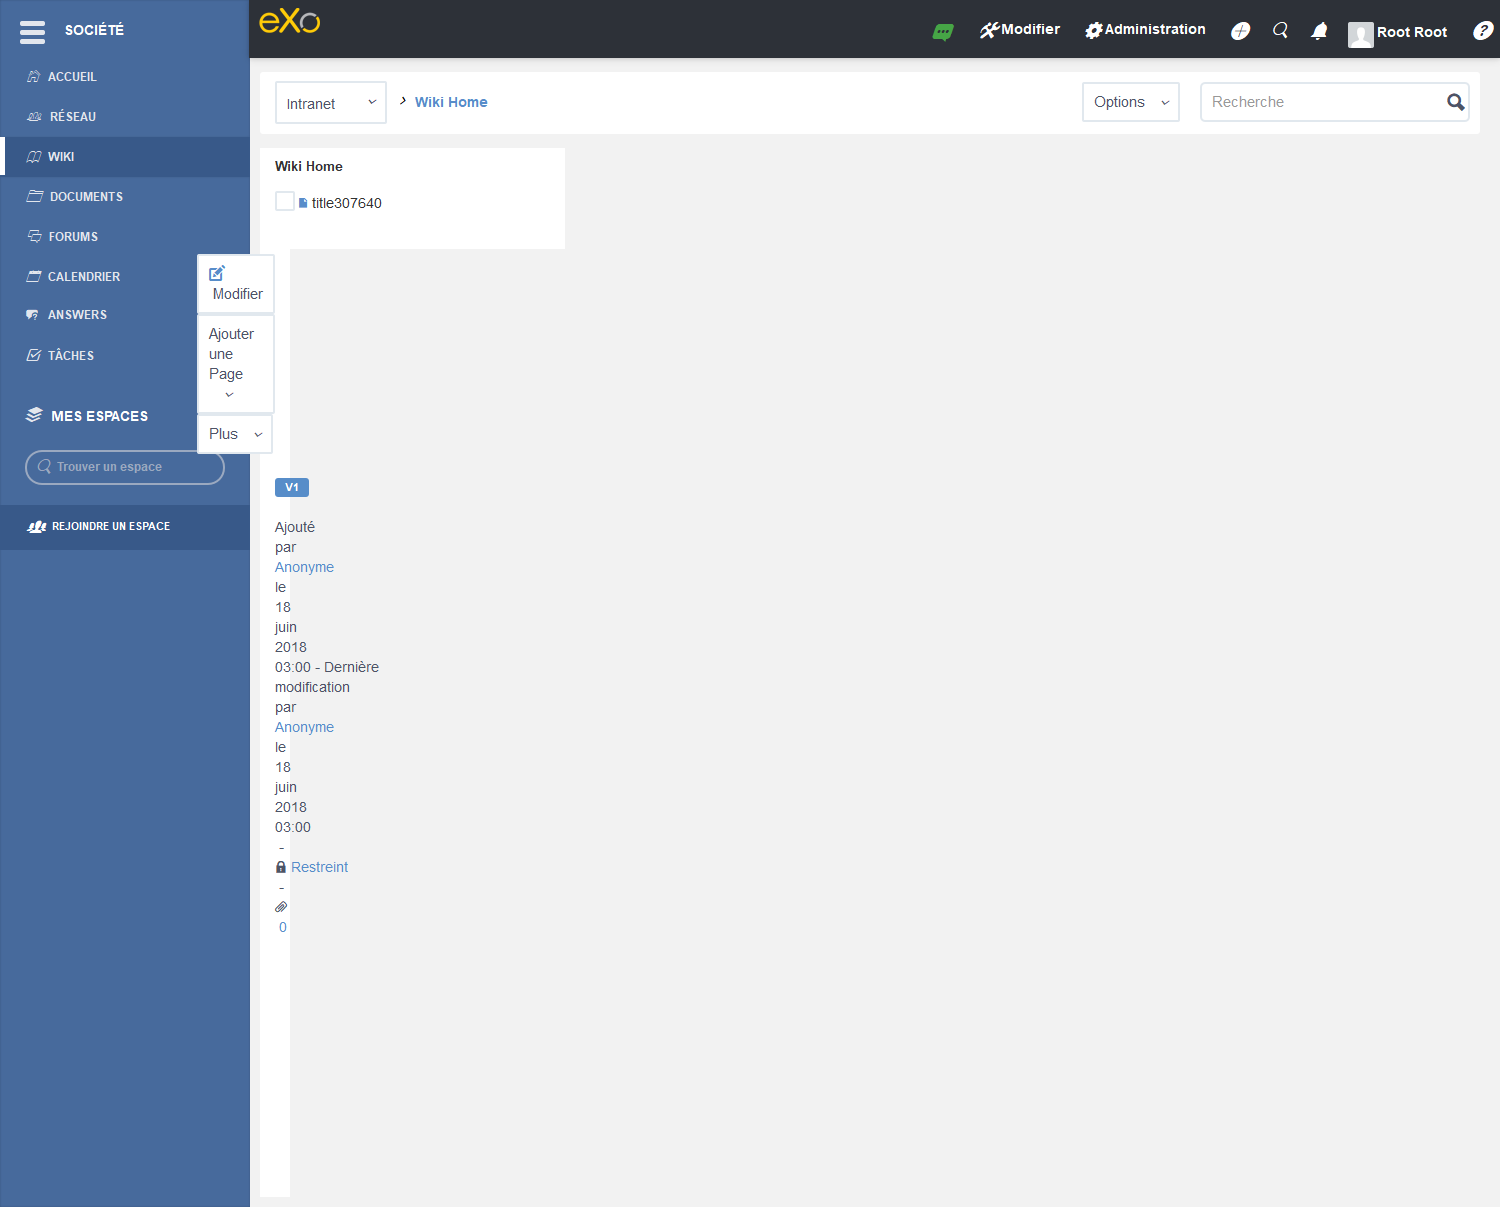 SOCIÉTÉ
eXo
Modifier
Administration
Root Root
?
ACCUEIL
RÉSEAU
WIKI
DOCUMENTS
FORUMS
CALENDRIER
ANSWERS
TÂCHES
MES ESPACES
Trouver un espace
REJOINDRE UN ESPACE
Intranet
Wiki Home
Options
Recherche
Wiki Home
title307640
Modifier
Ajouter
une
Page
Plus
V1
Ajouté
par
Anonyme
le
18
juin
2018
03:00 - Dernière
modification
par
Anonyme
le
18
juin
2018
03:00
-
Restreint
-
0